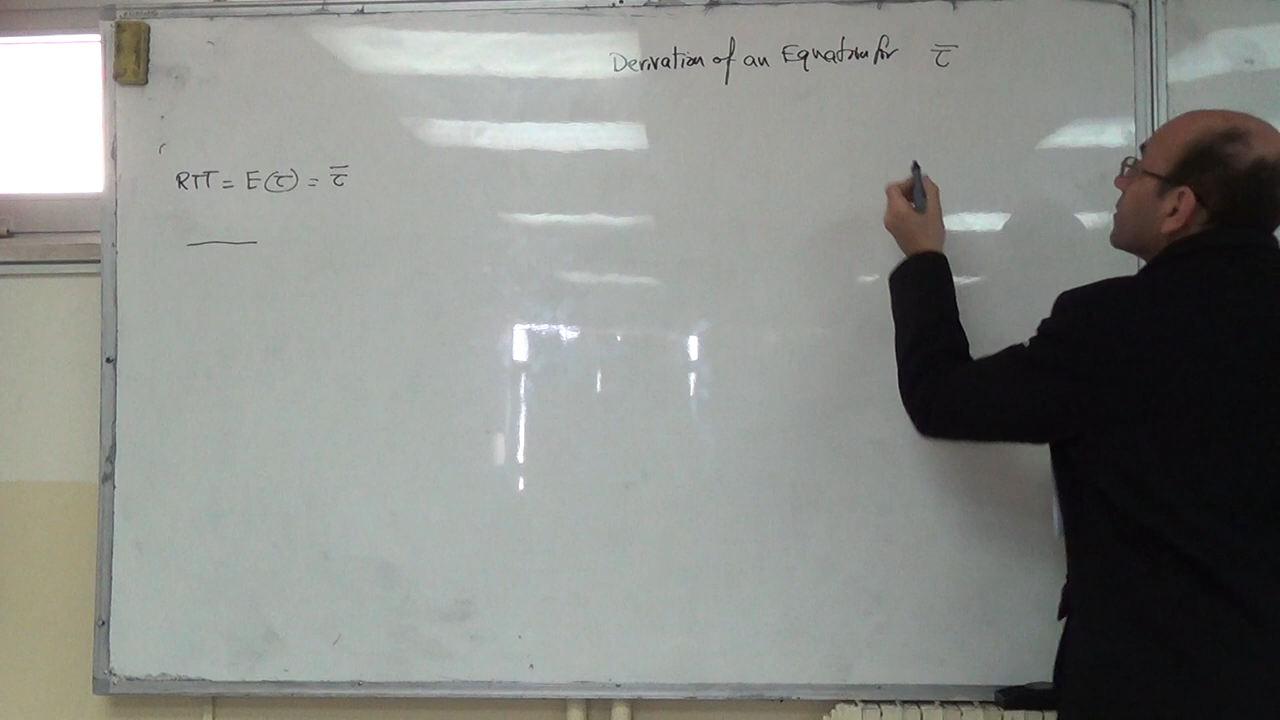 Derivation of an Equation for τ̅
RTT = E(τ) = τ̅